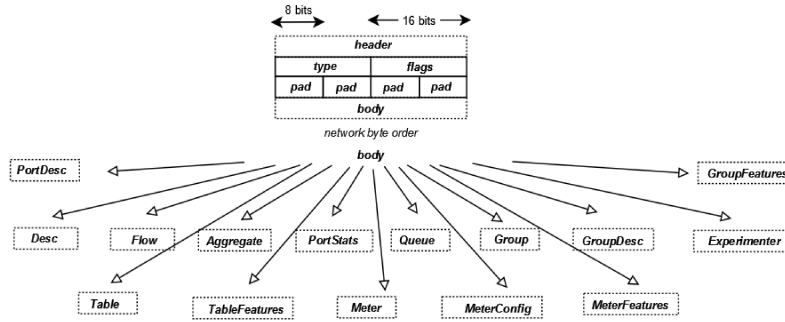 8 bits 16 bits
header
type flags
pad pad pad pad
body
network byte order
body
PortDesc GroupFeatures
Desc Flow Aggregate PortStats Queue Group GroupDesc Experimenter
Table TableFeatures Meter MeterConfig MeterFeatures